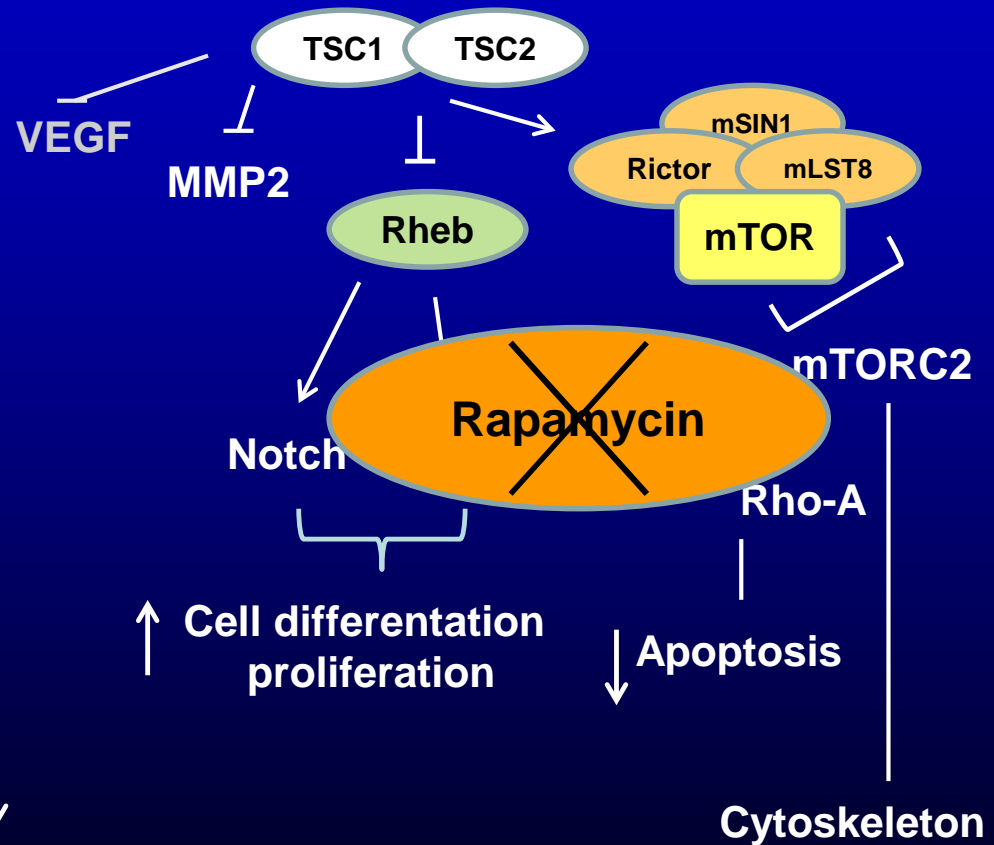 TSC1 TSC2
VEGF
mSIN1
MMP2
Rictor mLST8
Rheb
mTOR
mTORC2
Rapamycin
Notch
Rho-A
Cell differentation
proliferation
Apoptosis
Cytoskeleton